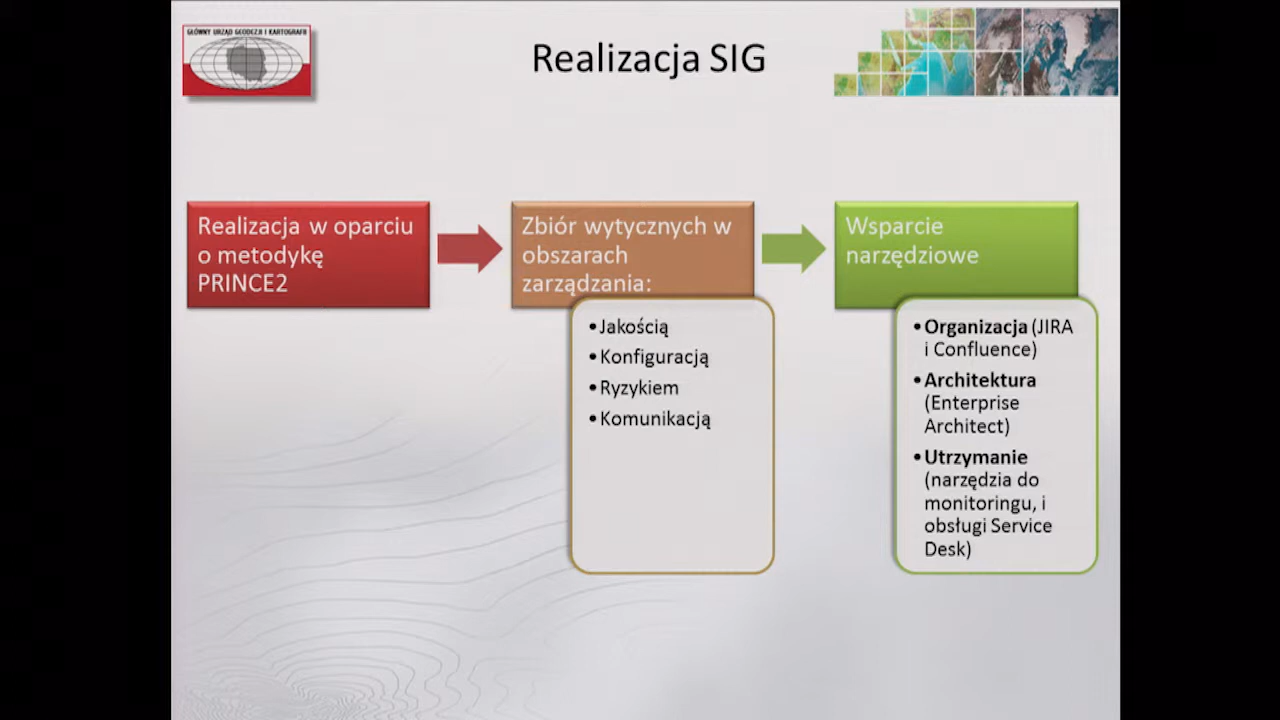 GŁÓWNY URZĄD GEODEZJI I KARTOGRAFII
Realizacja SIG
Realizacja w oparciu
o metodykę
PRINCE2
Zbiór wytycznych w
obszarach
zarządzania:
•Jakością
•Konfiguracją
•Ryzykiem
•Komunikacją
Wsparcie
narzędziowe
•Organizacja (JIRA
i Confluence)
•Architektura
(Enterprise
Architect)
•Utrzymanie
(narzędzia do
monitoringu, i
obsługi Service
Desk)